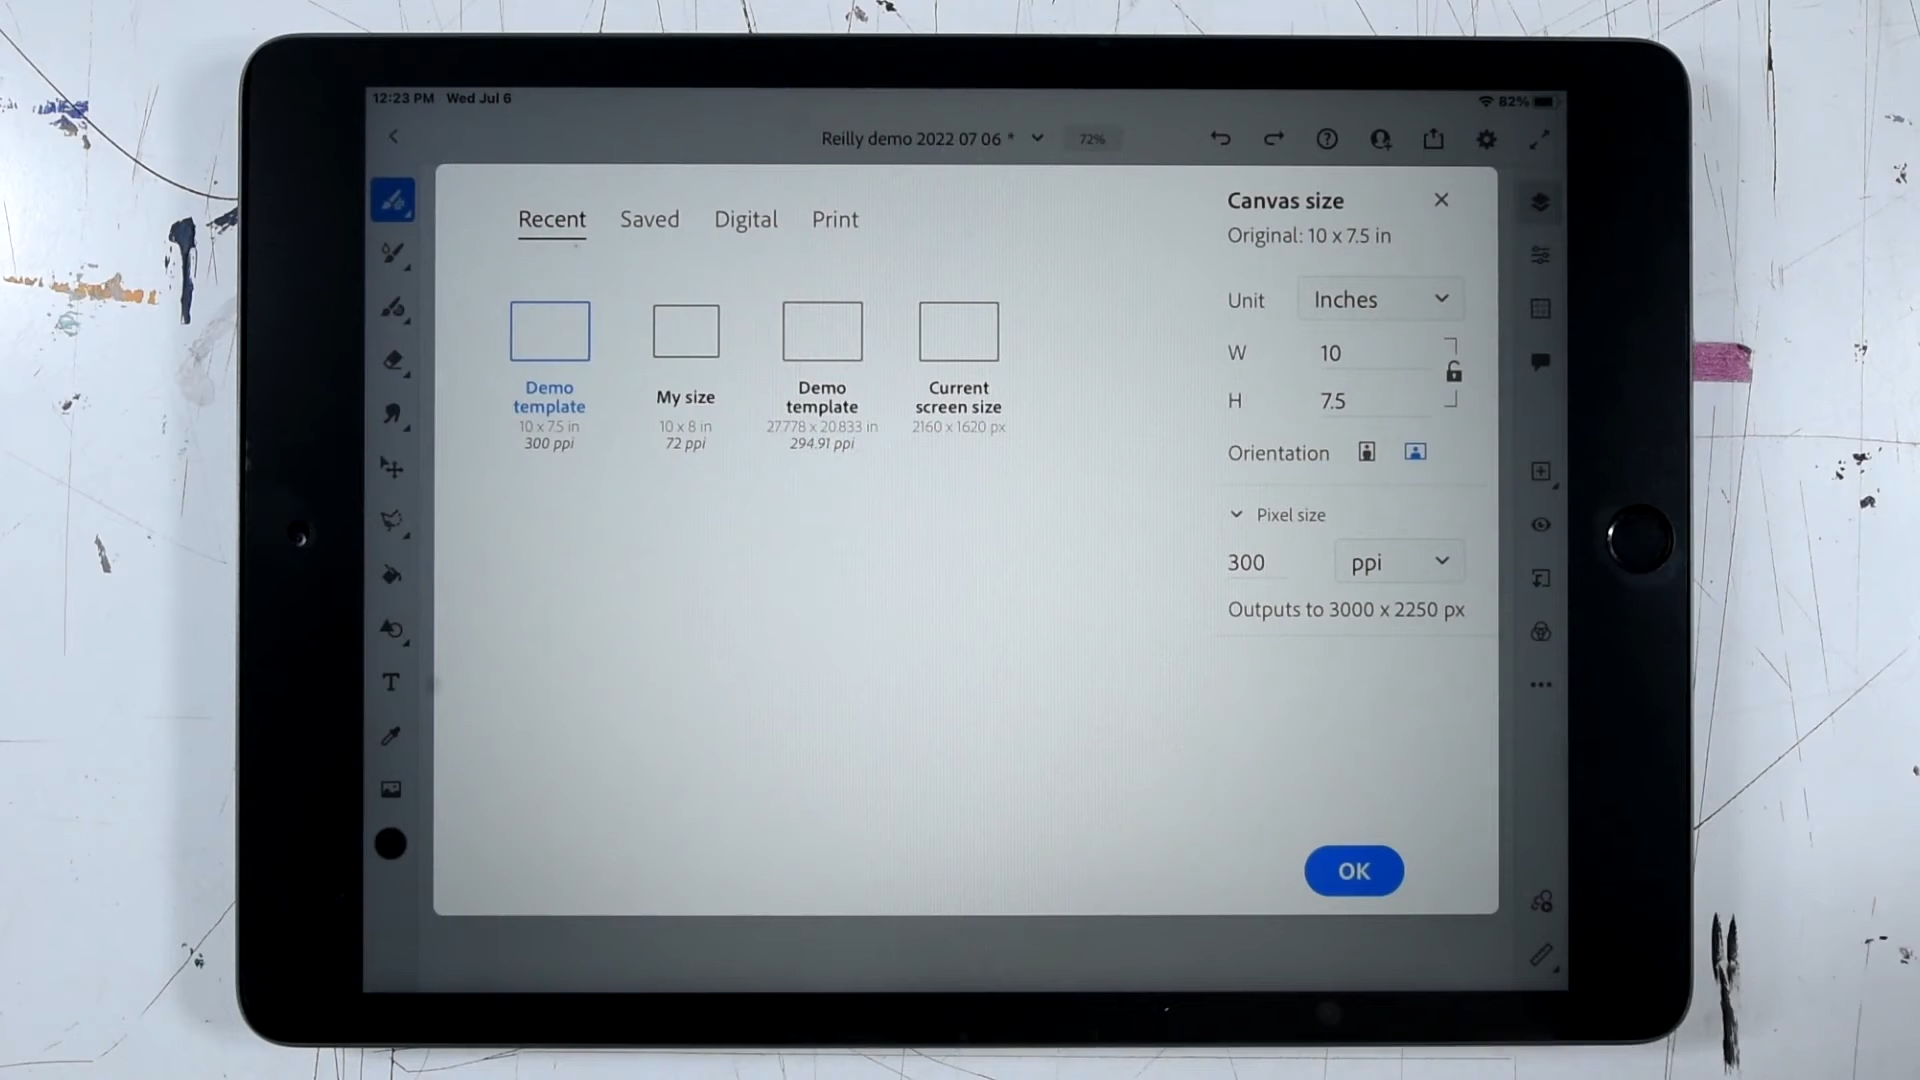 12:23 PM Wed Jul 6
82%
Reilly demo 2022 07 06 *
72%
Recent Saved Digital Print
Demo
template
10 x 7.5 in
300 ppi
My size
10 x 8 in
72 ppi
Demo
template
27.778 x 20.833 in
294.91 ppi
Current
screen size
2160 x 1620 px
Canvas size
Original: 10 x 7.5 in
Unit Inches
W 10
H 7.5
Orientation
Pixel size
300 ppi
Outputs to 3000 x 2250 px
OK
T